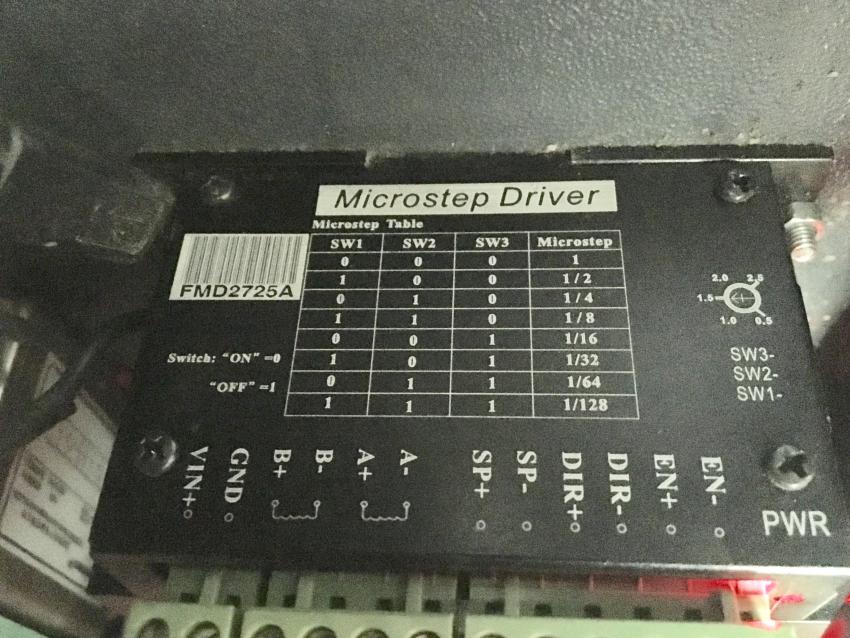 Microstep Driver
Microstep Table
SW1 SW2 SW3 Microstep
0 0 0 1
1 0 0 1/2
0 1 0 1/4
1 1 0 1/8
0 0 1 1/16
1 0 1 1/32
0 1 1 1/64
1 1 1 1/128
FMD2725A
Switch: "ON" =0
"OFF" =1
2.0 2.5
1.5
1.0 0.5
SW3-
SW2-
SW1-
VIN+ GND B+ B- A+ A- SP+ SP- DIR+ DIR- EN+ EN-
PWR